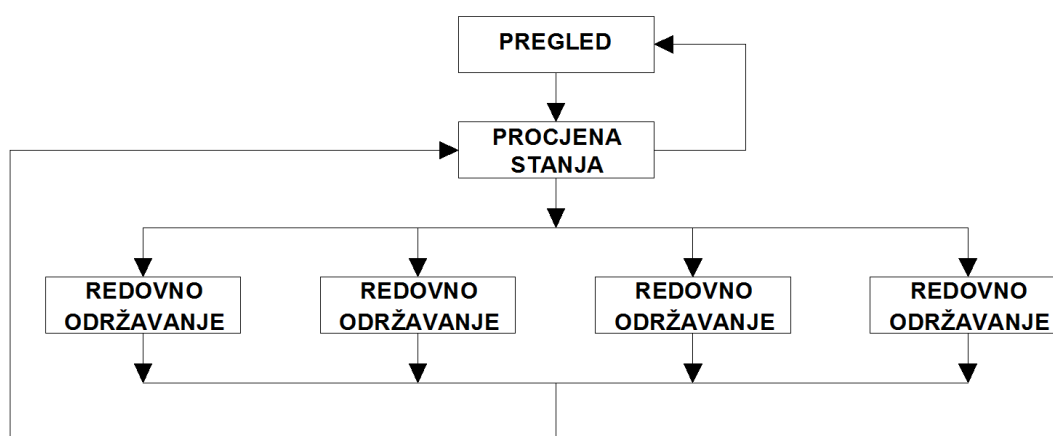 PREGLED
PROCJENA
STANJA
REDOVNO
ODRŽAVANJE
REDOVNO
ODRŽAVANJE
REDOVNO
ODRŽAVANJE
REDOVNO
ODRŽAVANJE